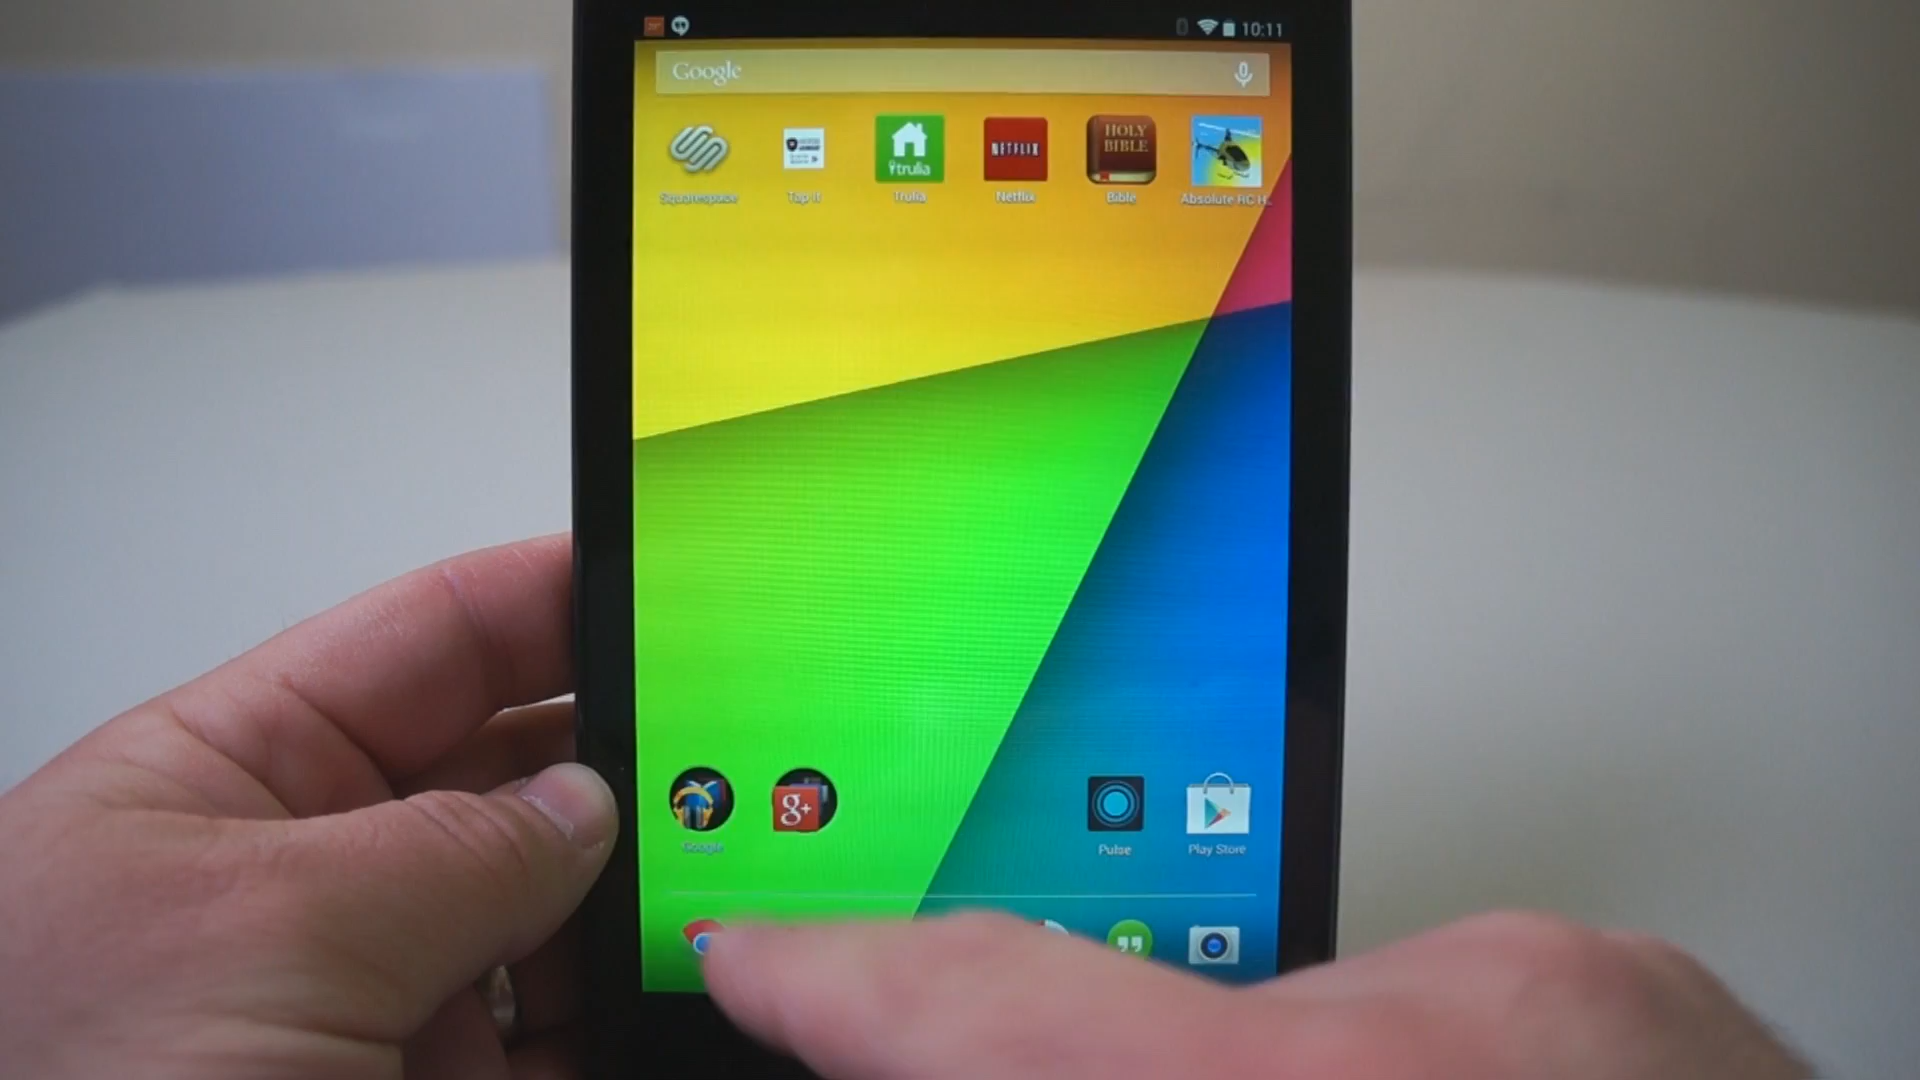 10:11
Google
HOLY
BIBLE
NETFLIX
trulia
Squarespace
Tap It
Trulia
Netflix
Bible
Absolute RC H..
g+
Google
Pulse
Play Store